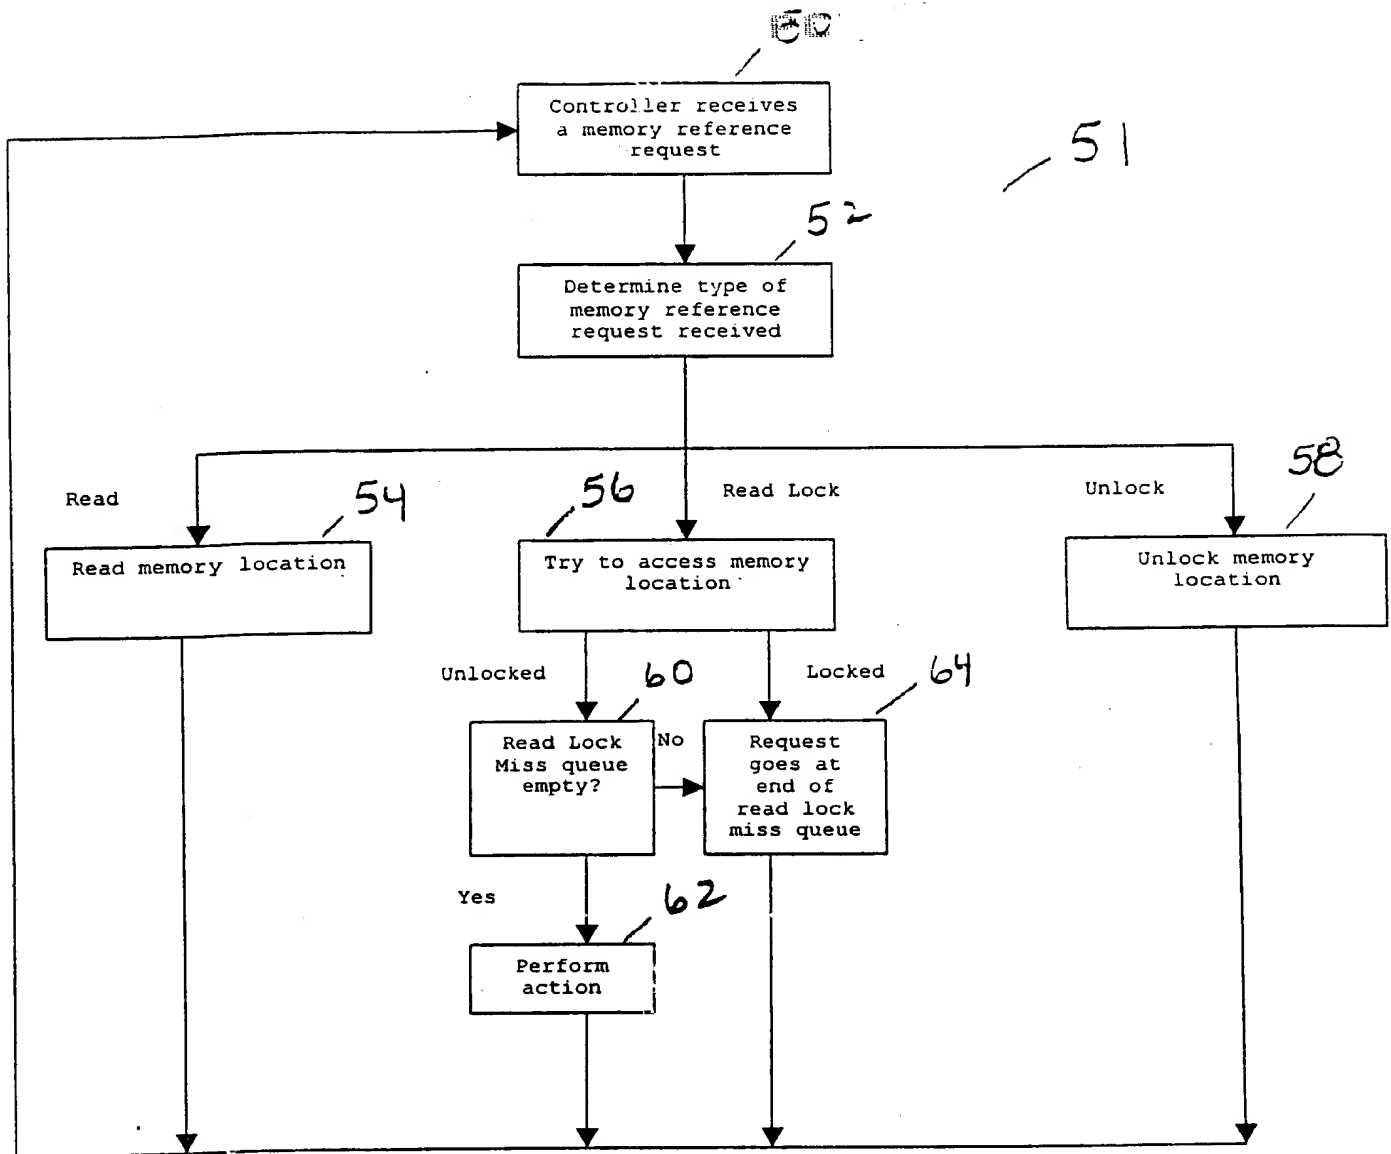 Controller receives
a memory reference
request
51
52
Determine type of
memory reference
request received
Read
54
56
Read Lock
Unlock
58
Read memory location
Try to access memory
location
Unlock memory
location
Unlocked
60
Locked
64
Read Lock
Miss queue
empty?
No
Request
goes at
end of
read lock
miss queue
Yes
62
Perform
action